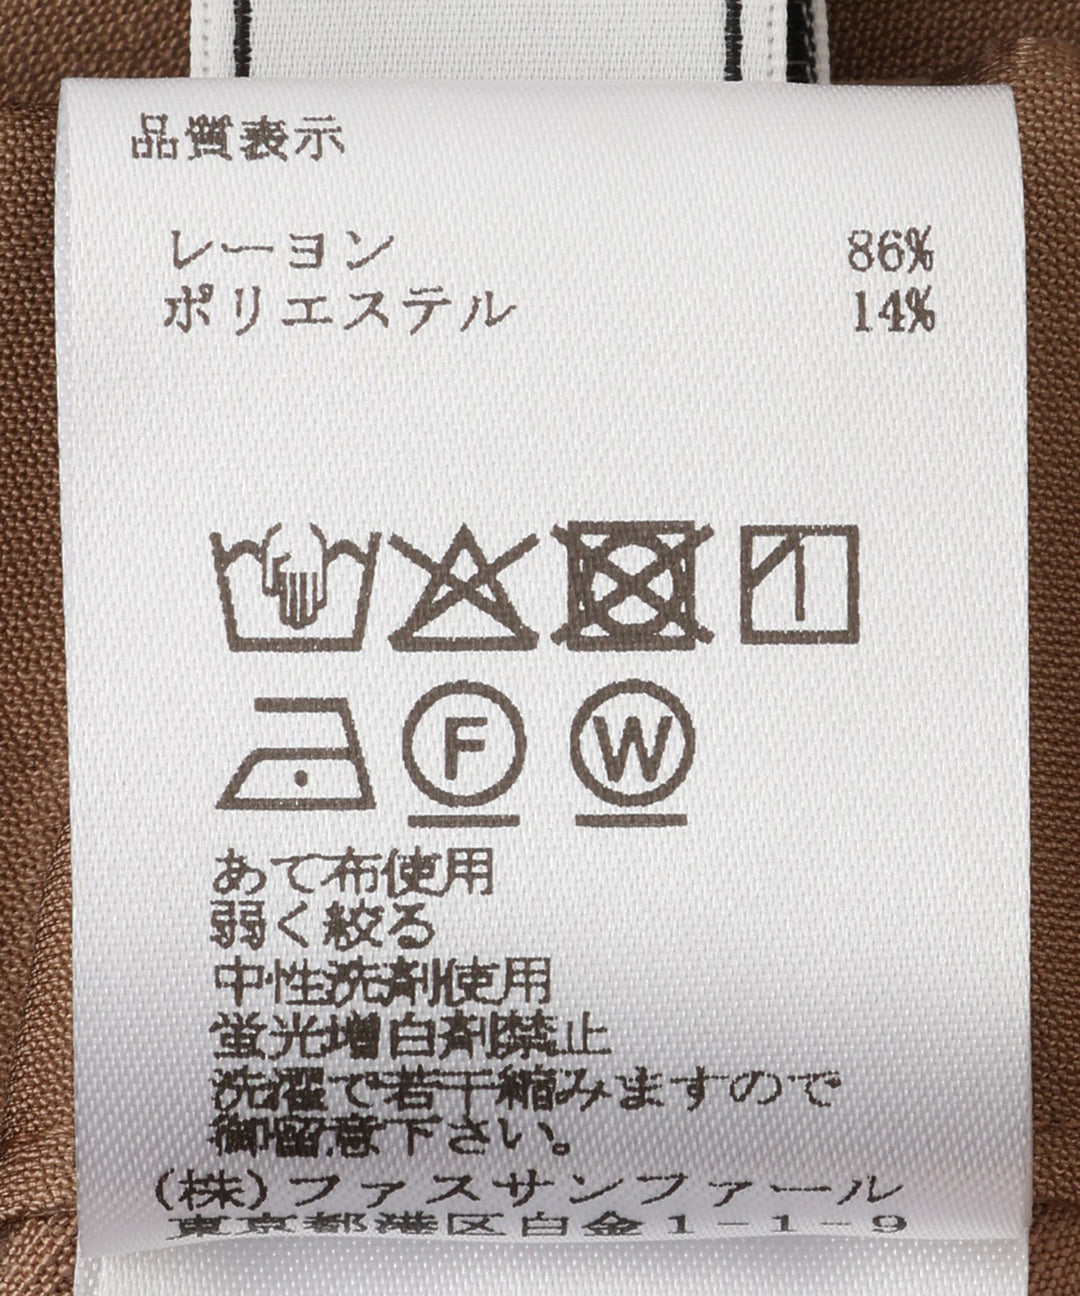 品質表示
レーヨン 86%
ポリエステル 14%
F W
あて布使用
弱く絞る
中性洗剤使用
蛍光増白剤禁止
洗濯で若干縮みますので
御留意下さい。
(株)ファスサンファール
東京都港区白金1-1-9